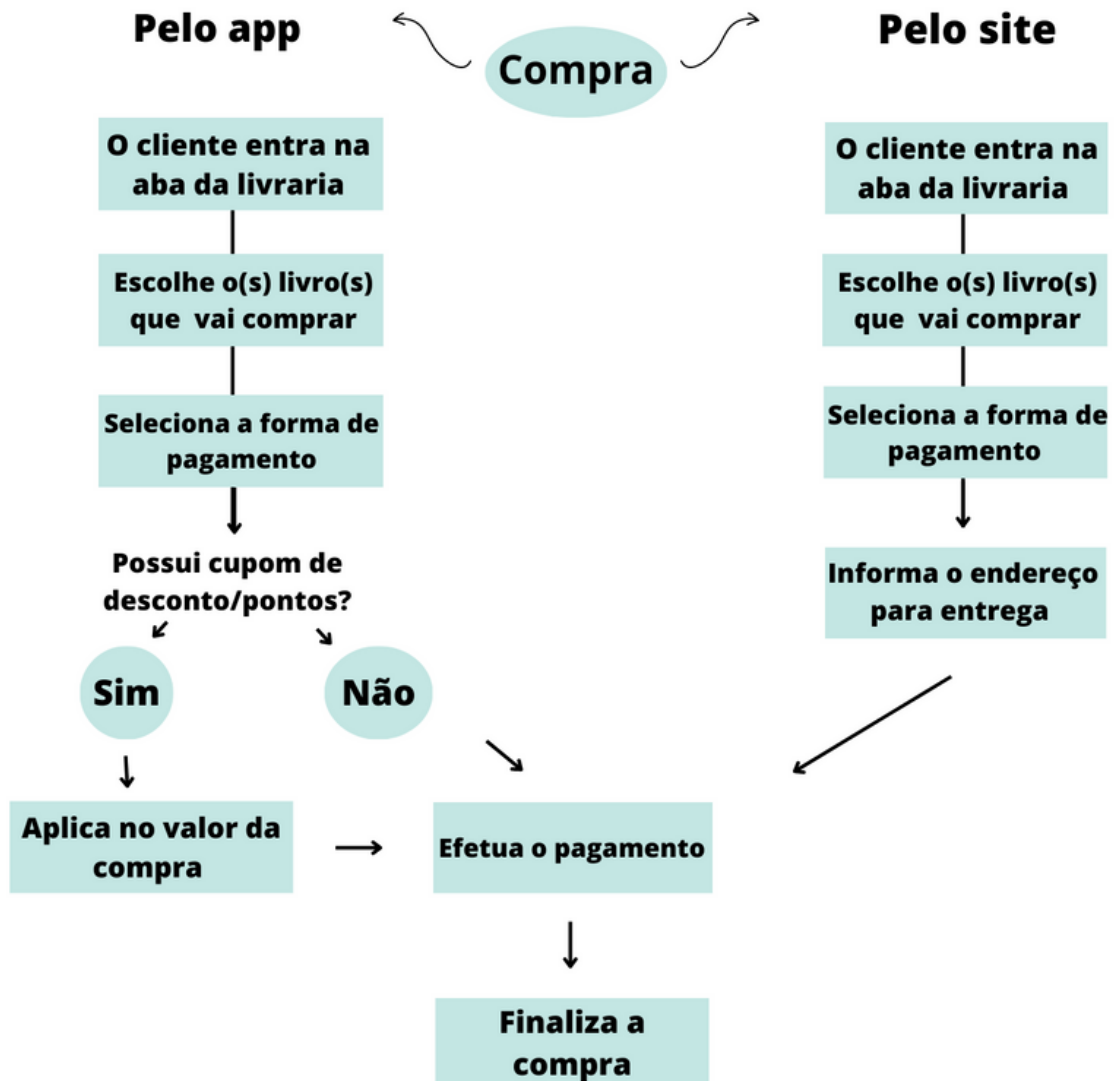 Pelo app
Compra
Pelo site
O cliente entra na
aba da livraria
Escolhe o(s) livro(s)
que vai comprar
Seleciona a forma de
pagamento
Possui cupom de
desconto/pontos?
Sim
Não
Aplica no valor da
compra
O cliente entra na
aba da livraria
Escolhe o(s) livro(s)
que vai comprar
Seleciona a forma de
pagamento
Informa o endereço
para entrega
Efetua o pagamento
Finaliza a
compra